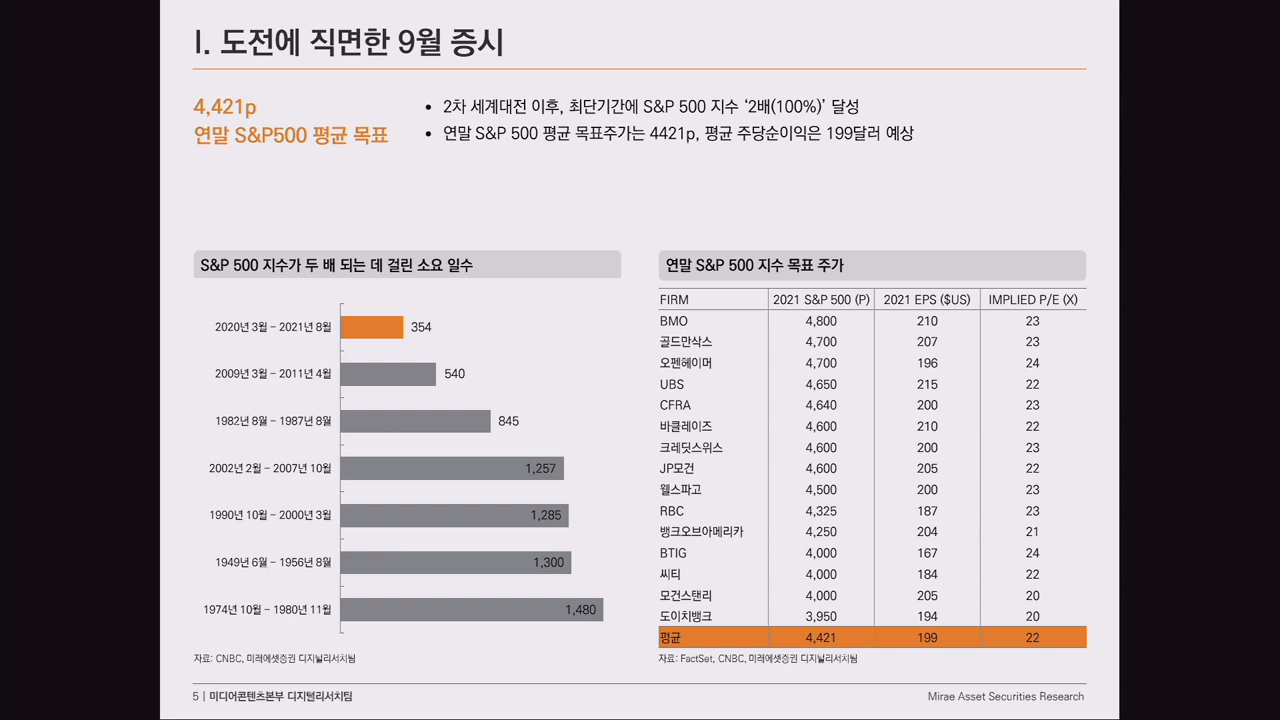 I. 도전에 직면한 9월 증시
4,421p
연말 S&P500 평균 목표
• 2차 세계대전 이후, 최단기간에 S&P 500 지수 ‘2배(100%)’ 달성
• 연말 S&P 500 평균 목표주가는 4421p, 평균 주당순이익은 199달러 예상
S&P 500 지수가 두 배 되는 데 걸린 소요 일수
2020년 3월 – 2021년 8월 354
2009년 3월 – 2011년 4월 540
1982년 8월 – 1987년 8월 845
2002년 2월 – 2007년 10월 1,257
1990년 10월 – 2000년 3월 1,285
1949년 6월 – 1956년 8월 1,300
1974년 10월 – 1980년 11월 1,480
자료: CNBC, 미래에셋증권 디지털리서치팀
연말 S&P 500 지수 목표 주가
FIRM 2021 S&P 500 (P) 2021 EPS ($US) IMPLIED P/E (X)
BMO 4,800 210 23
골드만삭스 4,700 207 23
오펜헤이머 4,700 196 24
UBS 4,650 215 22
CFRA 4,640 200 23
바클레이즈 4,600 210 22
크레딧스위스 4,600 200 23
JP모건 4,600 205 22
웰스파고 4,500 200 23
RBC 4,325 187 23
뱅크오브아메리카 4,250 204 21
BTIG 4,000 167 24
씨티 4,000 184 22
모건스탠리 4,000 205 20
도이치뱅크 3,950 194 20
평균 4,421 199 22
자료: FactSet, CNBC, 미래에셋증권 디지털리서치팀
5 | 미디어콘텐츠본부 디지털리서치팀
Mirae Asset Securities Research